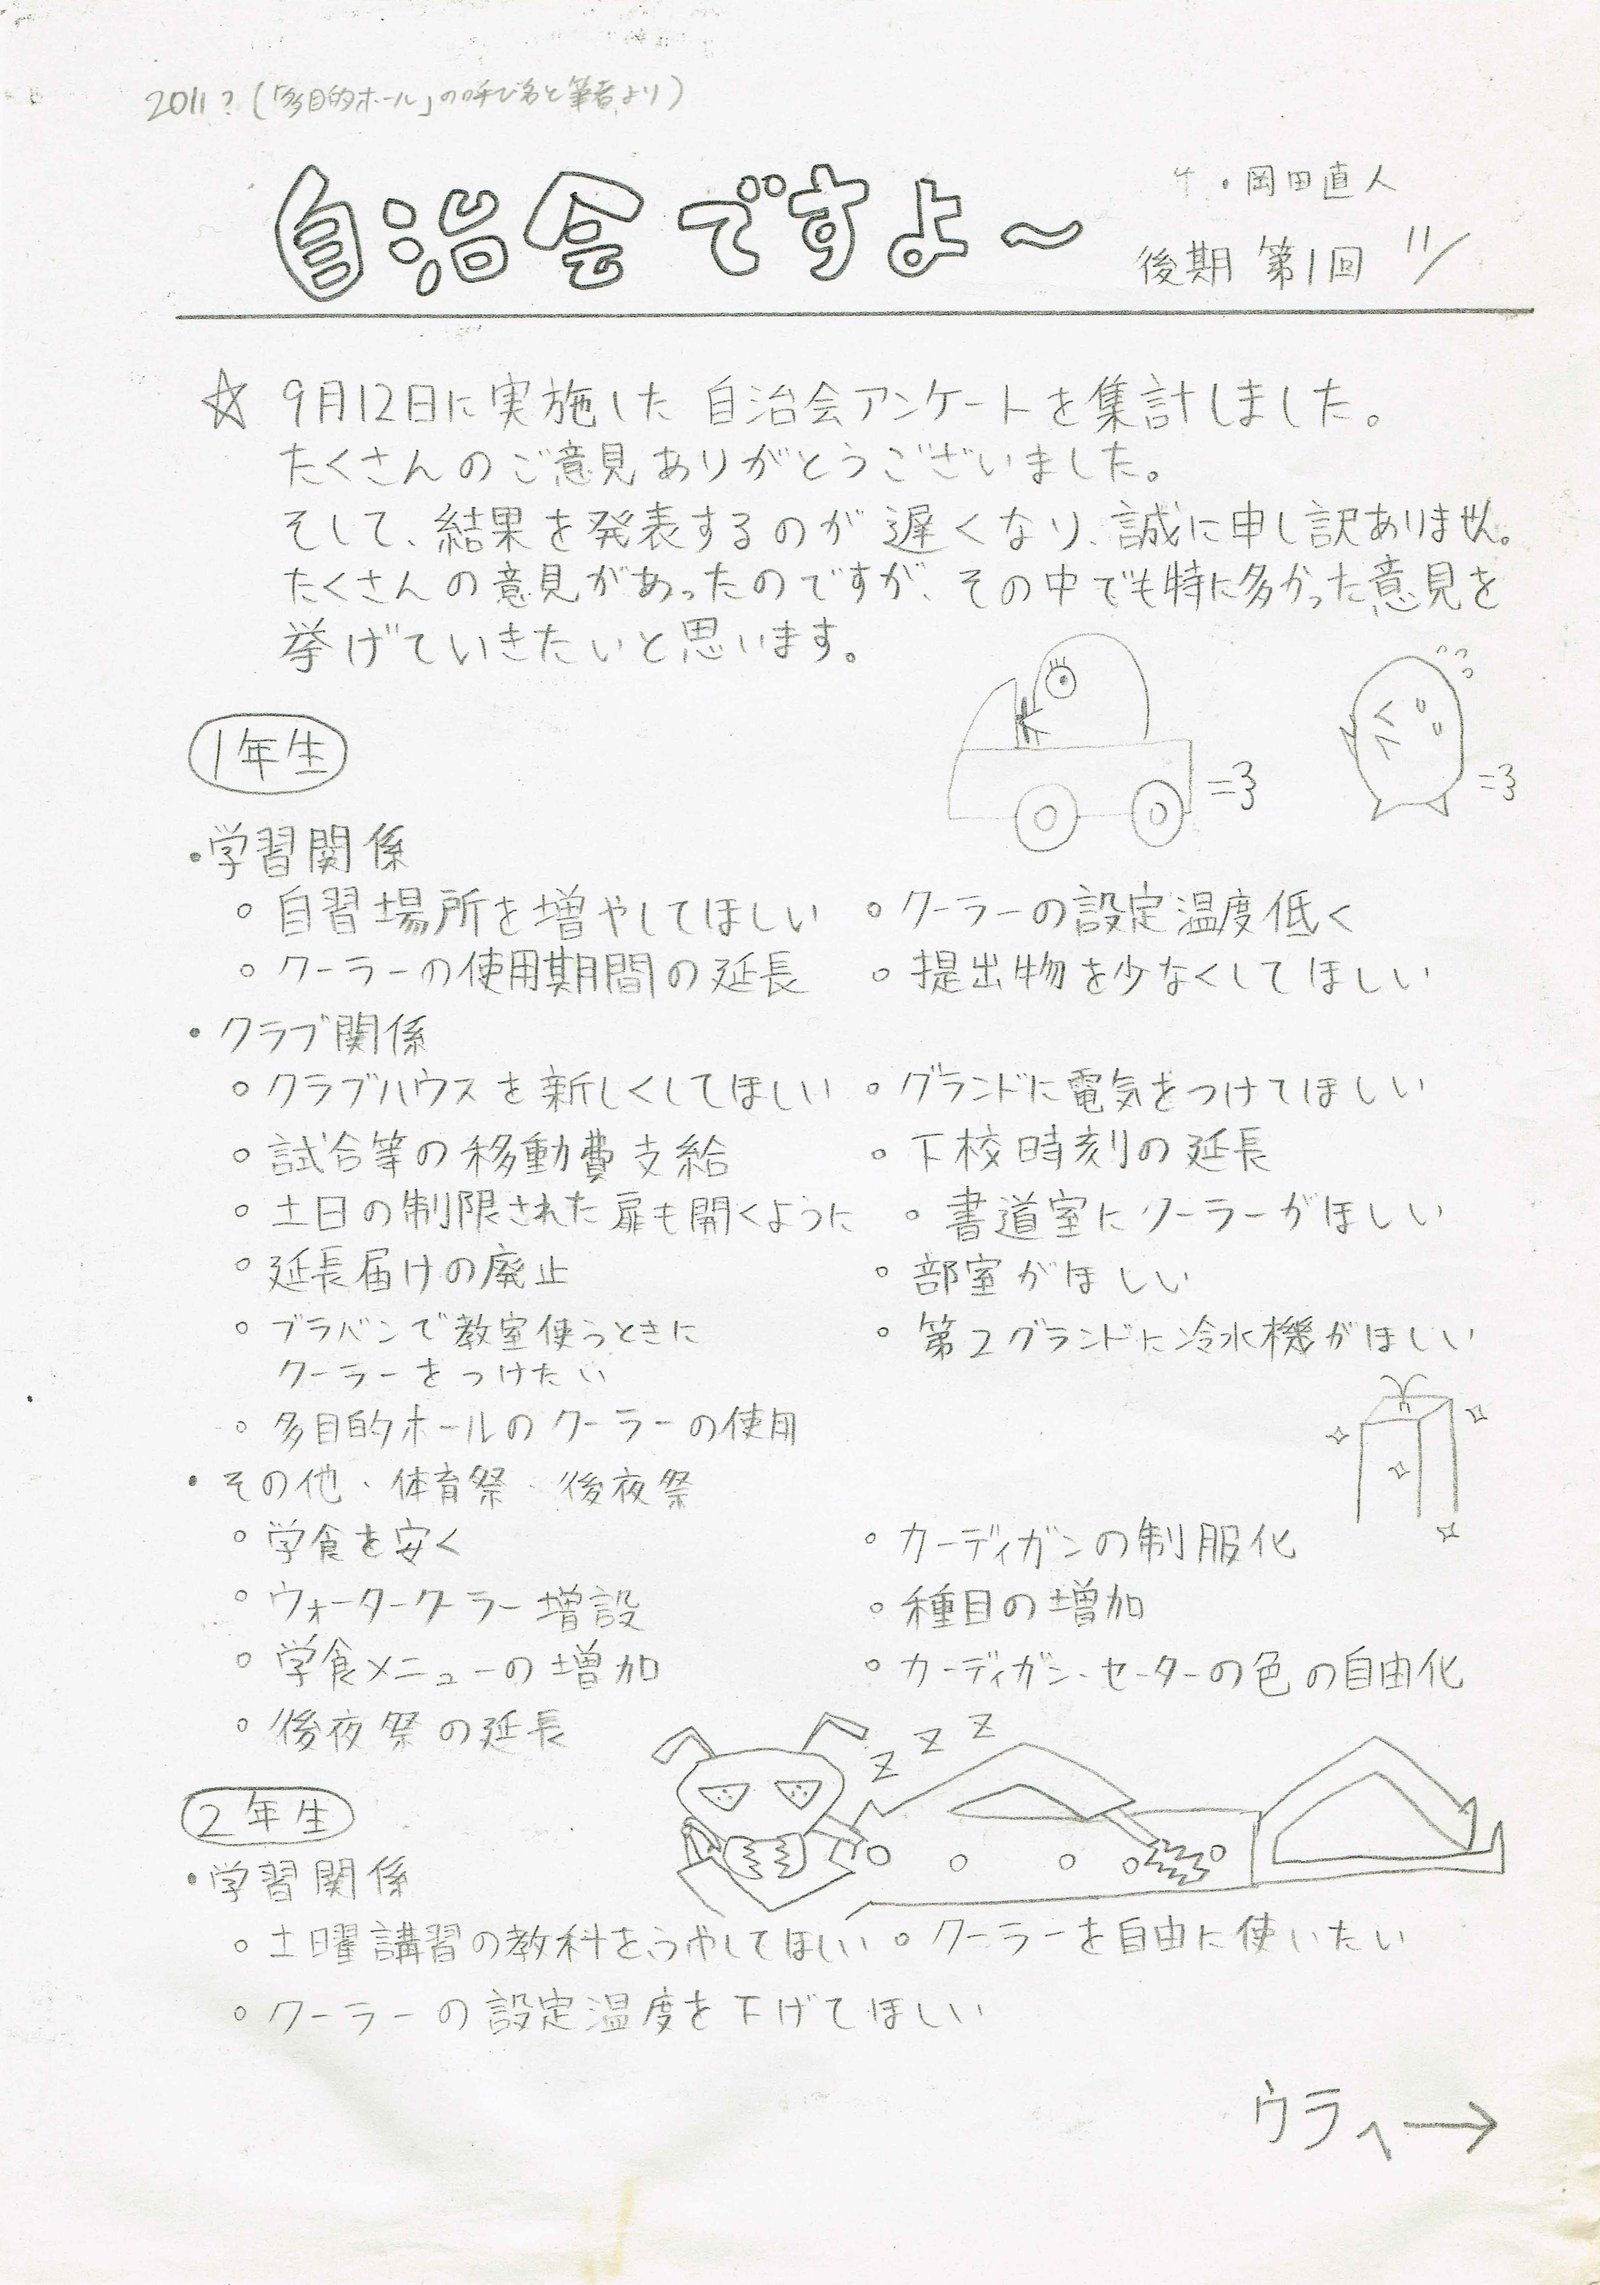 2011?(「多目的ホール」の呼び名と筆者より)
自治会ですよ〜
・岡田直人
後期 第1回 11/
☆ 9月12日に実施した 自治会アンケートを集計しました。
たくさんのご意見ありがとうございました。
そして、結果を発表するのが遅くなり、誠に申し訳ありません。
たくさんの意見があったのですが、その中でも特に多かった意見を
挙げていきたいと思います。
1年生
・学習関係
○自習場所を増やしてほしい ○クーラーの設定温度低く
○クーラーの使用期間の延長 ○提出物を少なくしてほしい
・クラブ関係
○クラブハウスを新しくしてほしい ○グランドに電気をつけてほしい
○試合等の移動費支給 ○下校時刻の延長
○土日の制限された扉も開くように ○書道室にクーラーがほしい
○延長届けの廃止 ○部室がほしい
○ブラバンで教室使うときに ○第2グランドに冷水機がほしい
クーラーをつけたい
○多目的ホールのクーラーの使用
・その他、体育祭、後夜祭
○学食を安く ○カーディガンの制服化
○ウォータークーラー増設 ○種目の増加
○学食メニューの増加 ○カーディガン・セーターの色の自由化
○後夜祭の延長
z z z
2年生
・学習関係
○土曜講習の教科をふやしてほしい ○クーラーを自由に使いたい
○クーラーの設定温度を下げてほしい
ウラへ→